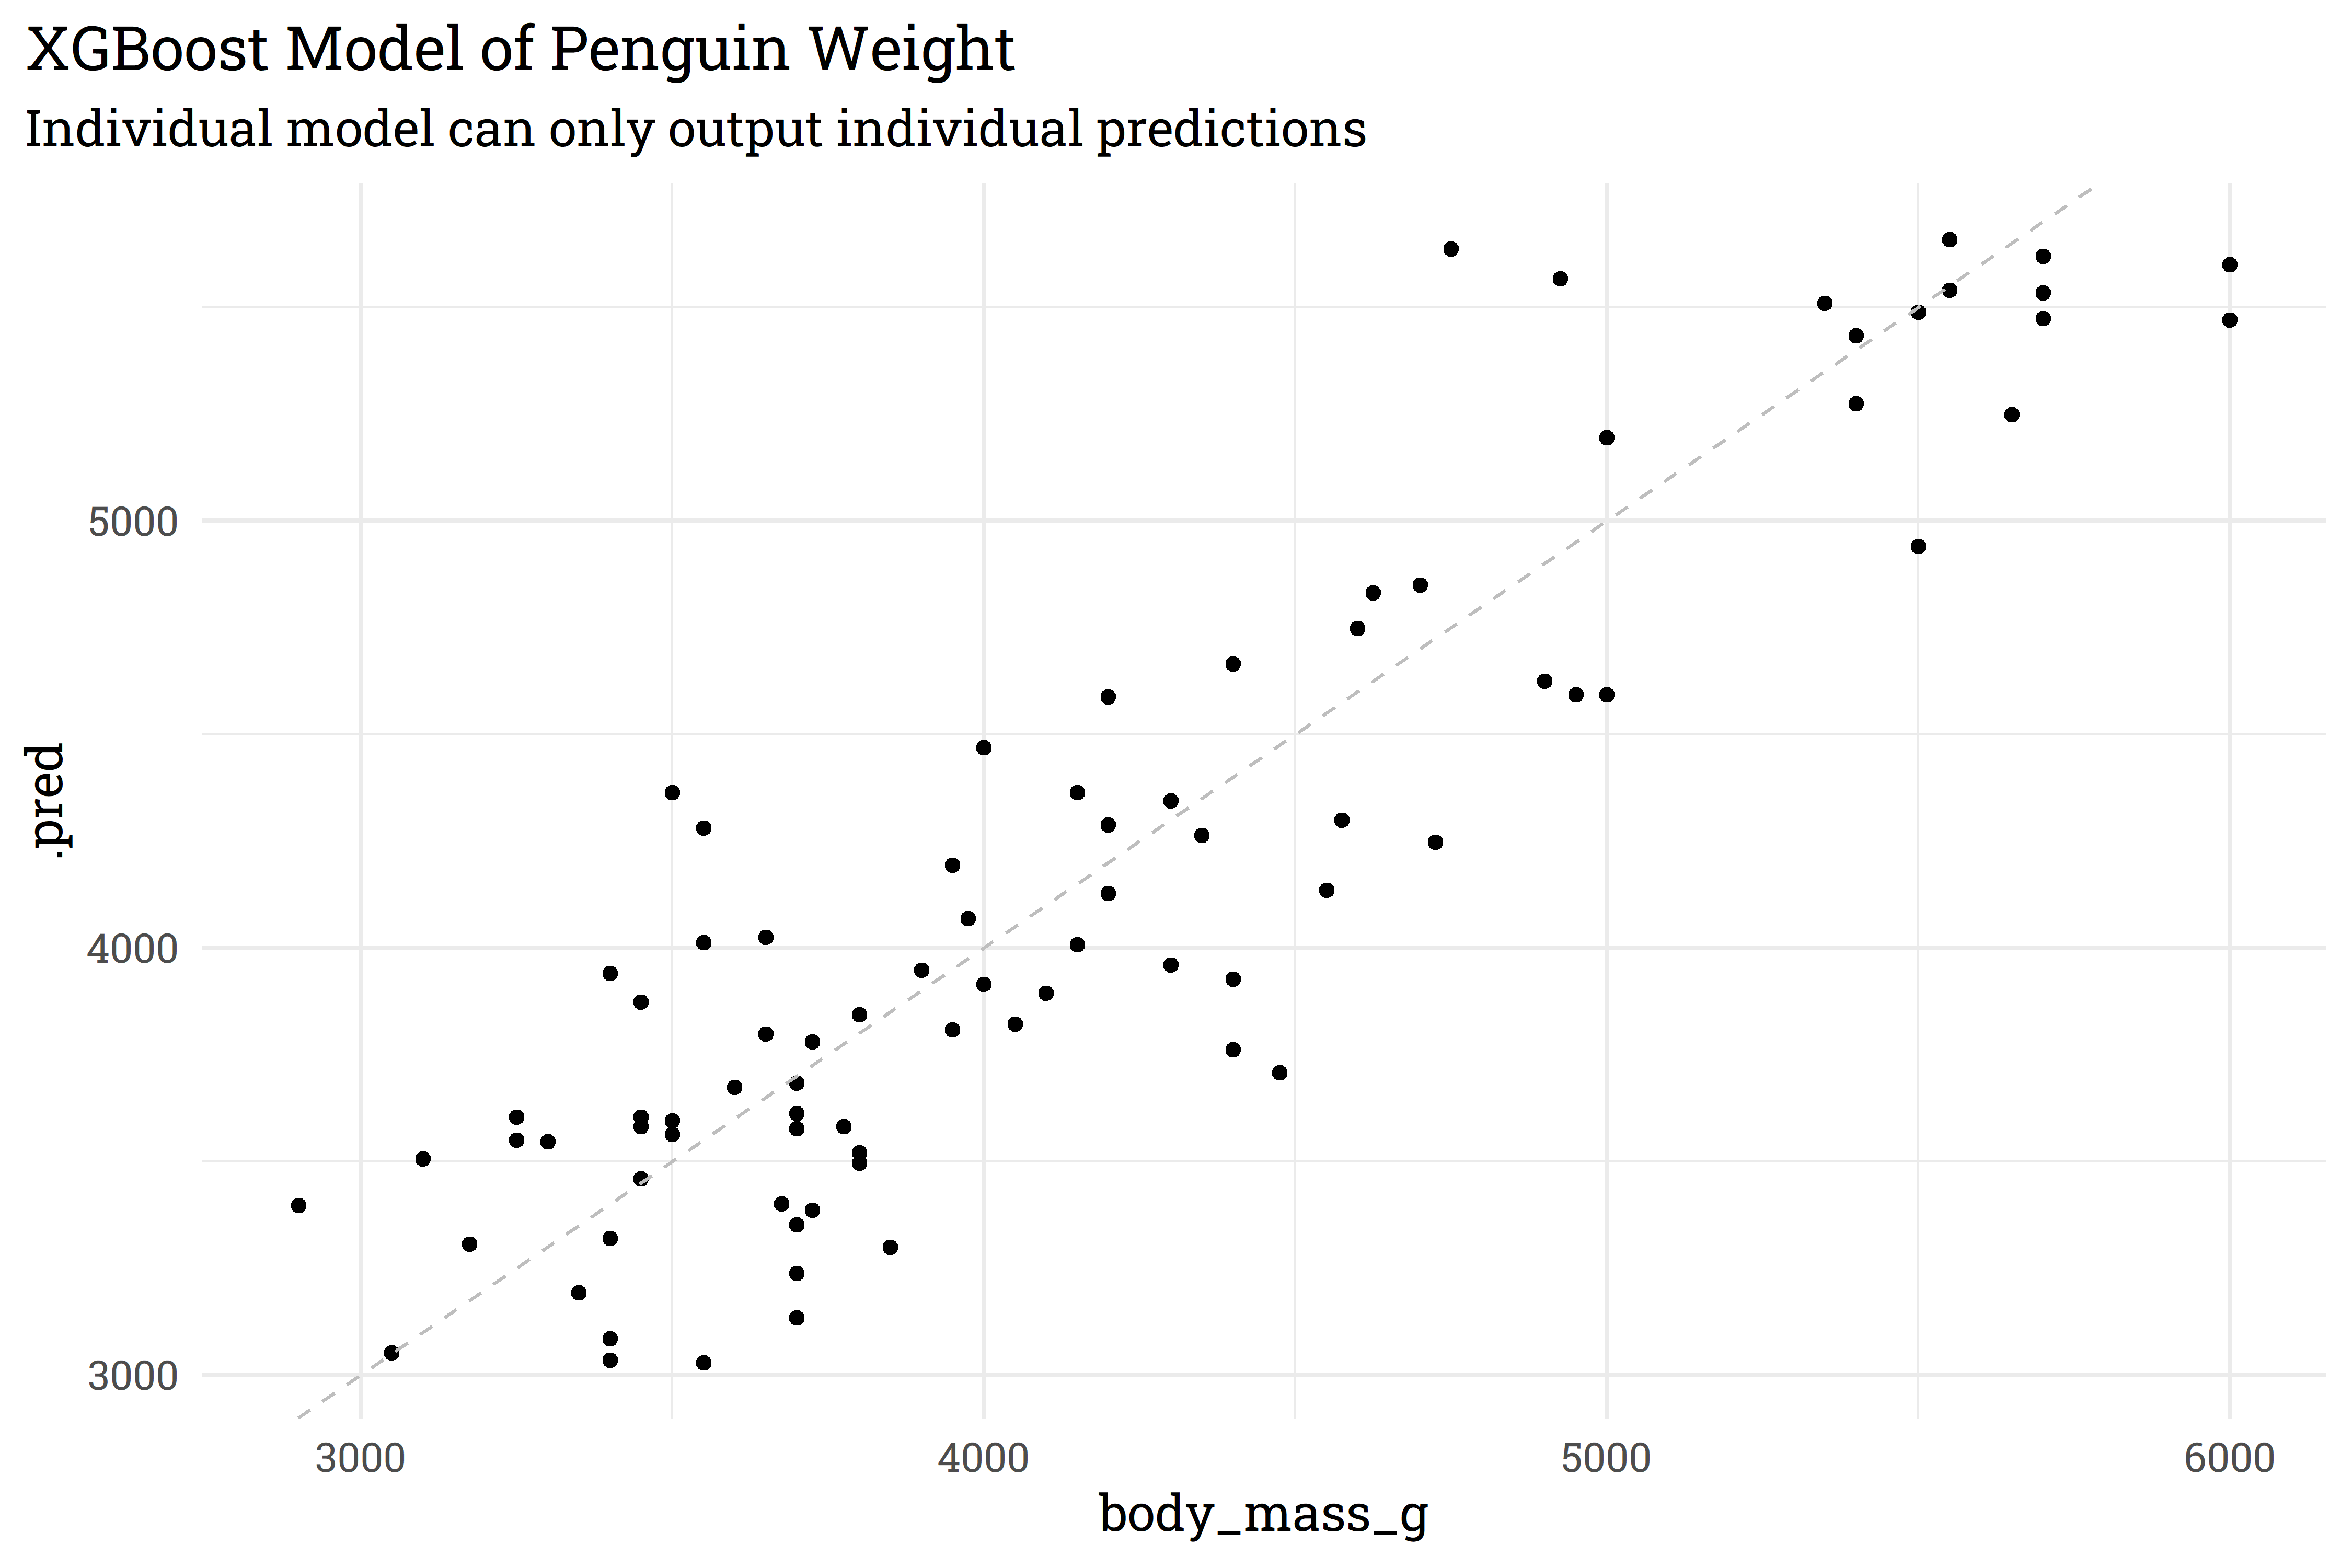 XGBoost Model of Penguin Weight
Individual model can only output individual predictions
5000
4000
3000
.pred
3000 4000 5000 6000
body_mass_g